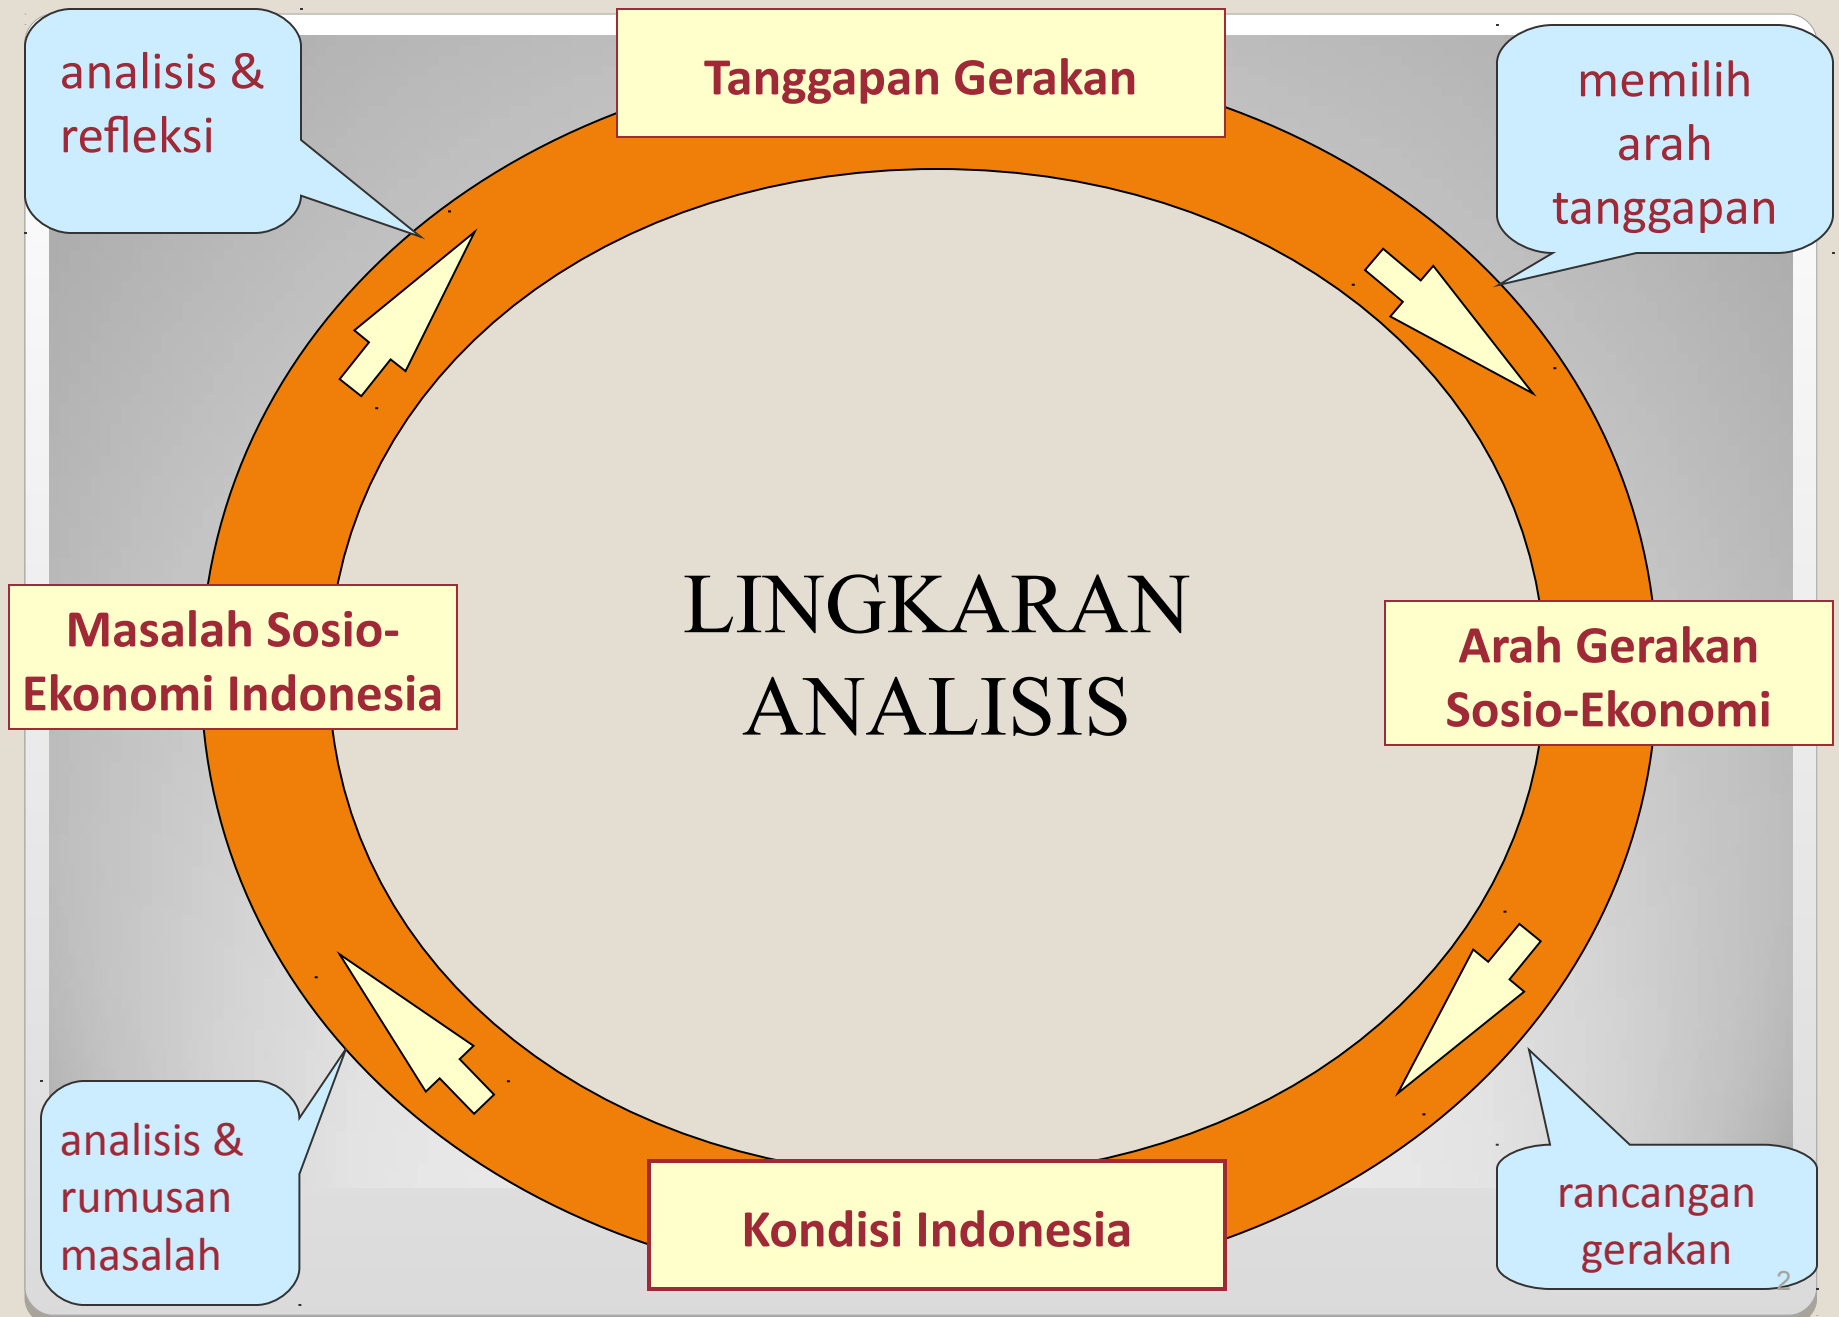 analisis &
refleksi
Tanggapan Gerakan
memilih
arah
tanggapan
LINGKARAN
ANALISIS
Masalah Sosio-
Ekonomi Indonesia
Arah Gerakan
Sosio-Ekonomi
analisis &
rumusan
masalah
Kondisi Indonesia
rancangan
gerakan
2